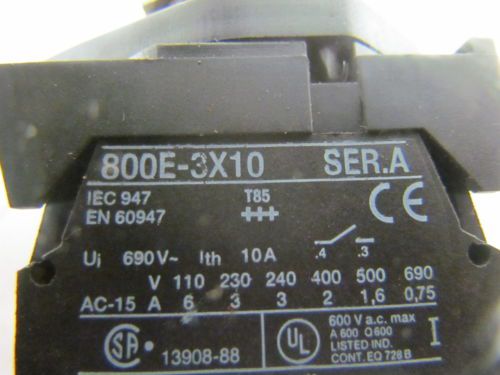 800E-3X10 SER.A
IEC 947 T85
EN 60947
CE
Ui 690V~ Ith 10A .4 .3
V 110 230 240 400 500 690
AC-15 A 6 3 3 2 1,6 0,75
SA 13908-88
UL
600 V a.c. max
A 600 Q 600
LISTED IND.
CONT. EQ 728 B
I